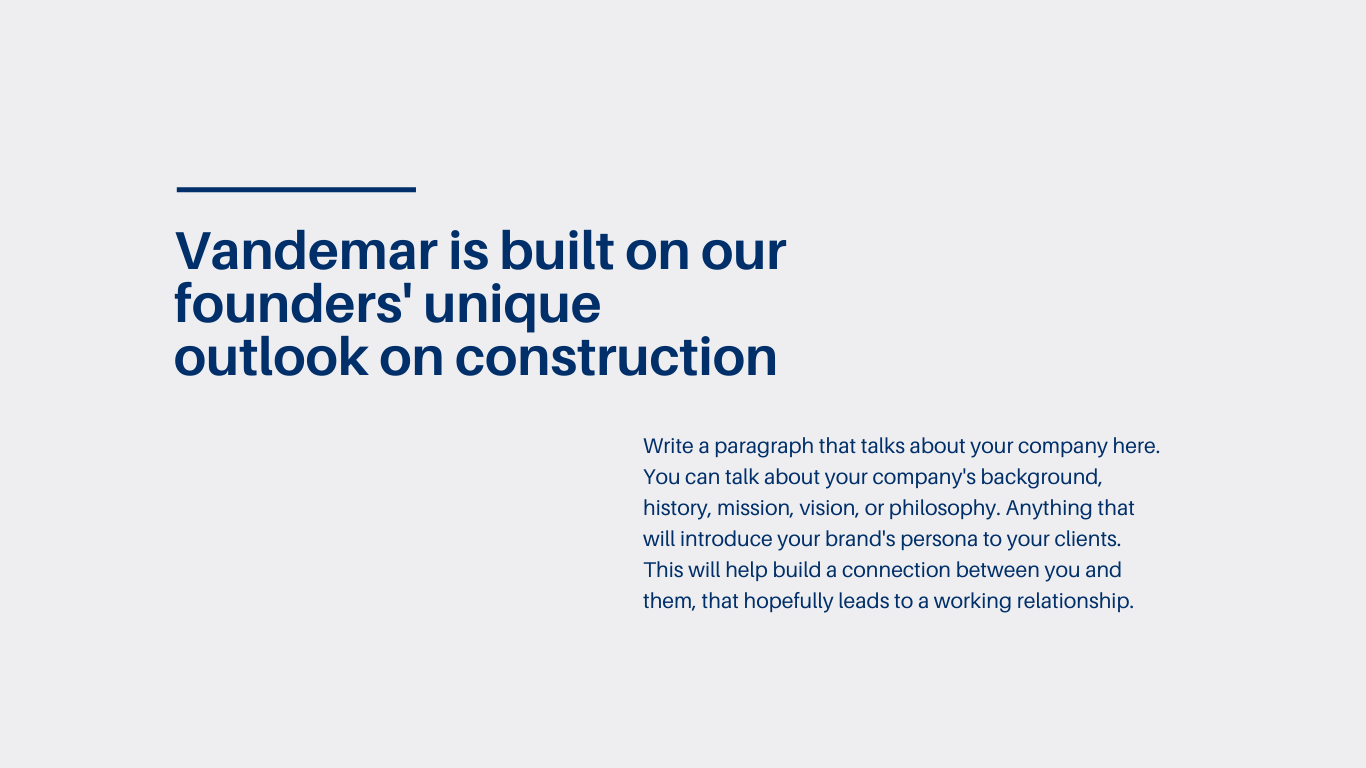 Vandemar is built on our
founders' unique
outlook on construction
Write a paragraph that talks about your company here.
You can talk about your company's background,
history, mission, vision, or philosophy. Anything that
will introduce your brand's persona to your clients.
This will help build a connection between you and
them, that hopefully leads to a working relationship.